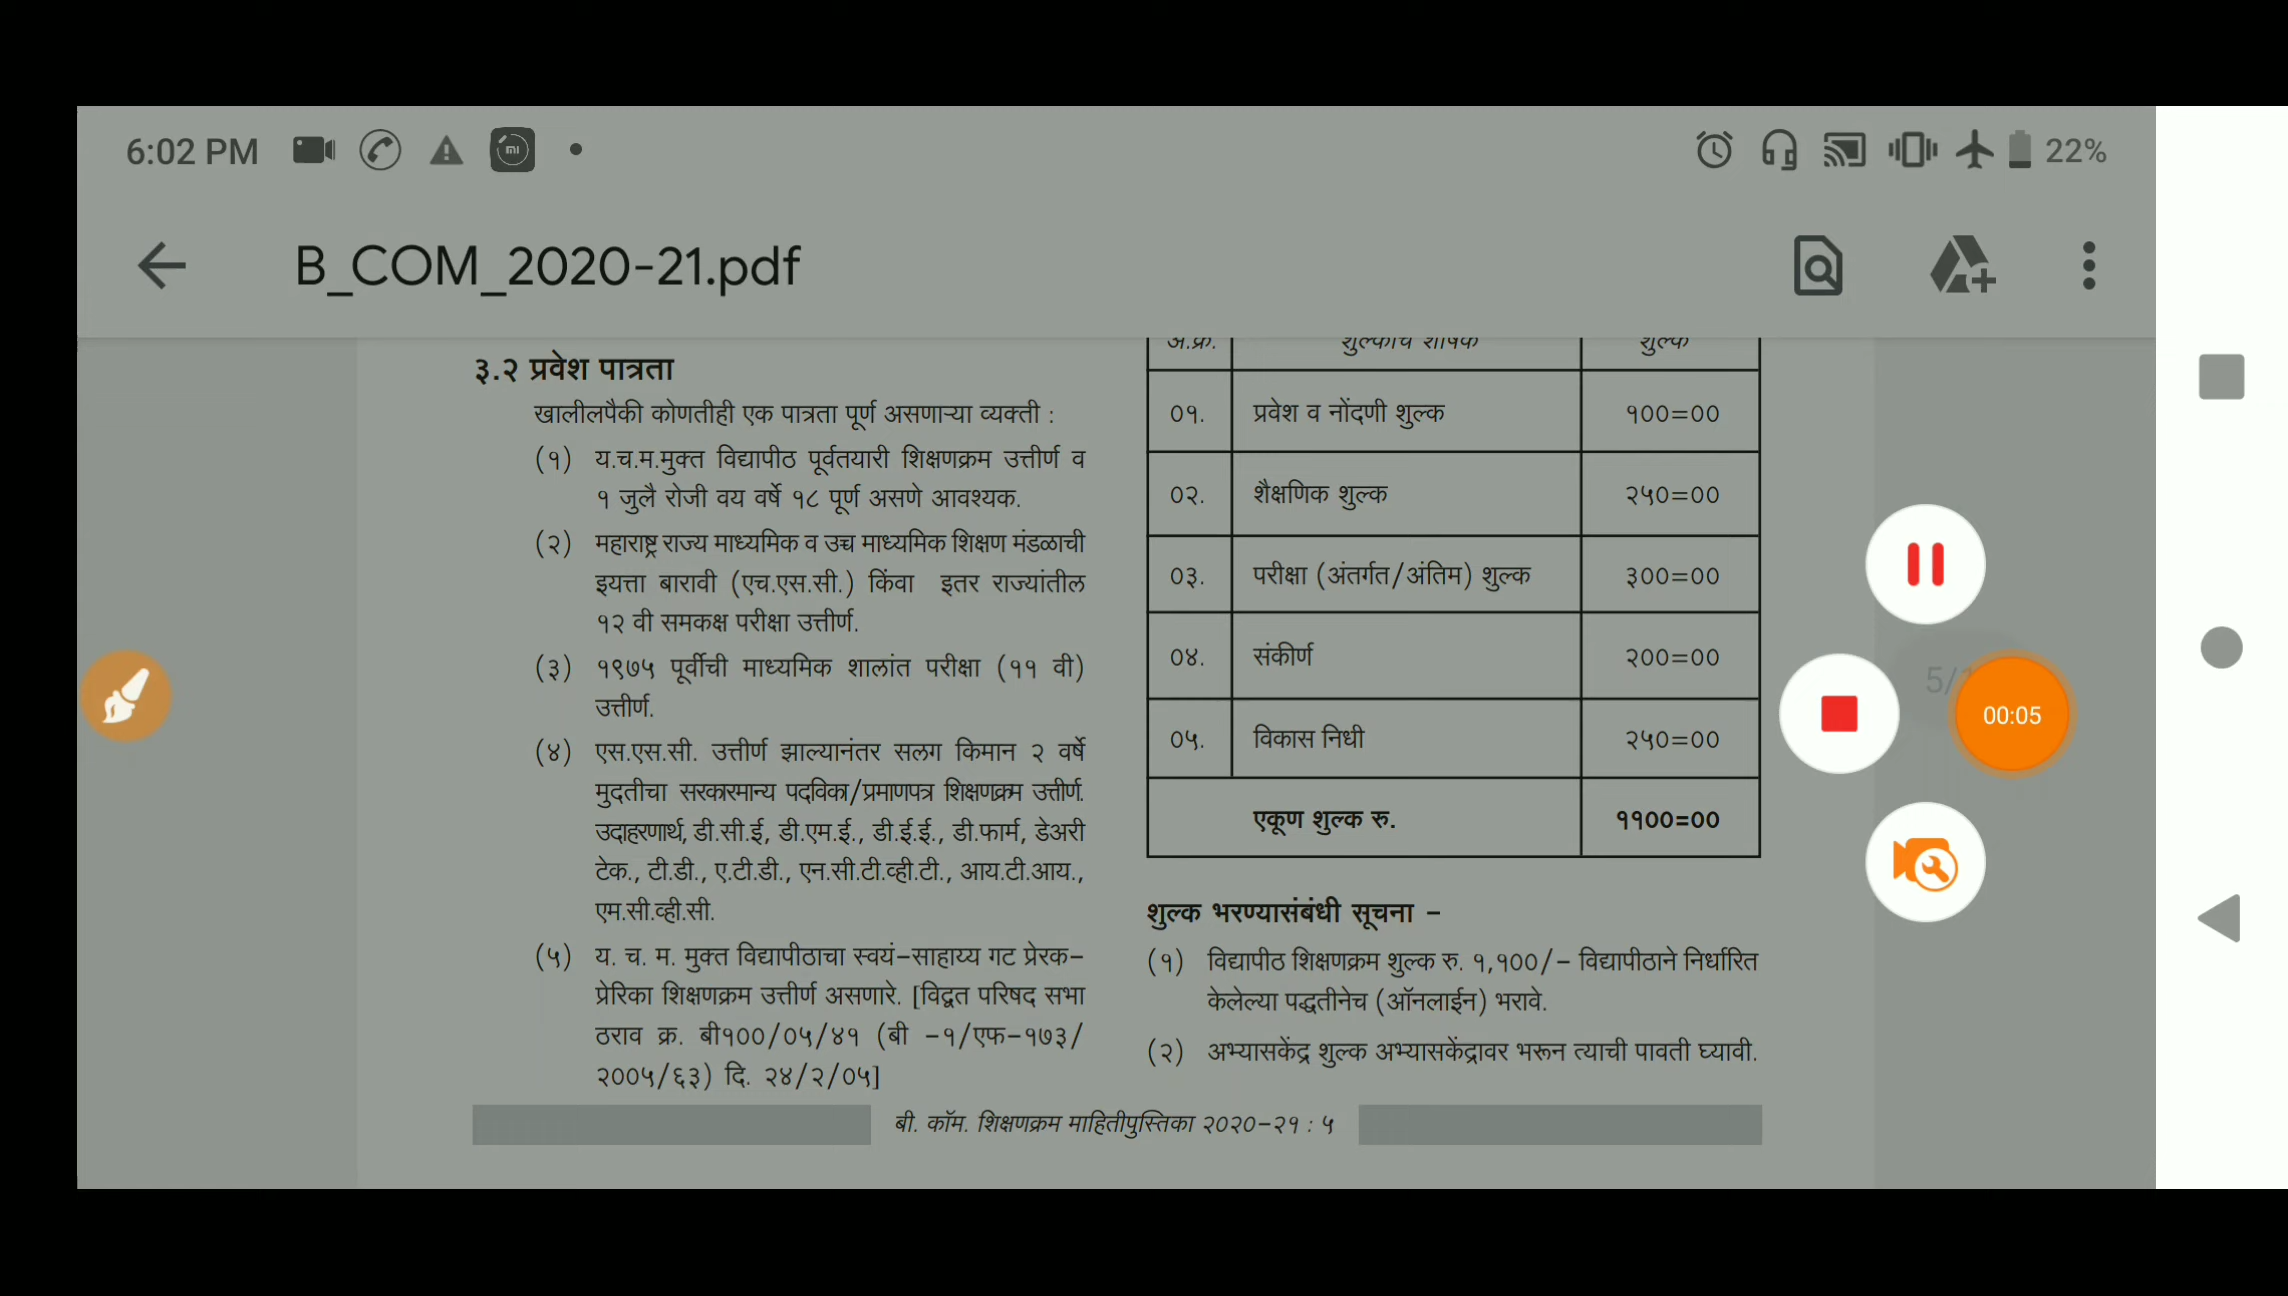 6:02 PM
22%
B_COM_2020-21.pdf
३.२ प्रवेश पात्रता
खालीलपैकी कोणतीही एक पात्रता पूर्ण असणाऱ्या व्यक्ती :
(१) य.च.म.मुक्त विद्यापीठ पूर्वतयारी शिक्षणक्रम उत्तीर्ण व
१ जुलै रोजी वय वर्षे १८ पूर्ण असणे आवश्यक.
(२) महाराष्ट्र राज्य माध्यमिक व उच्च माध्यमिक शिक्षण मंडळाची
इयत्ता बारावी (एच.एस.सी.) किंवा इतर राज्यांतील
१२ वी समकक्ष परीक्षा उत्तीर्ण.
(३) १९७५ पूर्वीची माध्यमिक शालांत परीक्षा (११ वी)
उत्तीर्ण.
(४) एस.एस.सी. उत्तीर्ण झाल्यानंतर सलग किमान २ वर्षे
मुदतीचा सरकारमान्य पदविका/प्रमाणपत्र शिक्षणक्रम उत्तीर्ण.
उदाहरणार्थ, डी.सी.ई, डी.एम.ई., डी.ई.ई., डी.फार्म, डेअरी
टेक., टी.डी., ए.टी.डी., एन.सी.टी.व्ही.टी., आय.टी.आय.,
एम.सी.व्ही.सी.
(५) य. च. म. मुक्त विद्यापीठाचा स्वयं-साहाय्य गट प्रेरक-
प्रेरिका शिक्षणक्रम उत्तीर्ण असणारे. [विद्वत परिषद सभा
ठराव क्र. बी१००/०५/४१ (बी -१/एफ-१७३/
२००५/६३) दि. २४/२/०५]
अ.क्र. शुल्काचे शीर्षक शुल्क
०१. प्रवेश व नोंदणी शुल्क १००=००
०२. शैक्षणिक शुल्क २५०=००
०३. परीक्षा (अंतर्गत/अंतिम) शुल्क ३००=००
०४. संकीर्ण २००=००
०५. विकास निधी २५०=००
एकूण शुल्क रु. ११००=००
शुल्क भरण्यासंबंधी सूचना -
(१) विद्यापीठ शिक्षणक्रम शुल्क रु. १,१००/- विद्यापीठाने निर्धारित
केलेल्या पद्धतीनेच (ऑनलाईन) भरावे.
(२) अभ्यासकेंद्र शुल्क अभ्यासकेंद्रावर भरून त्याची पावती घ्यावी.
बी. कॉम. शिक्षणक्रम माहितीपुस्तिका २०२०-२१ : ५
00:05